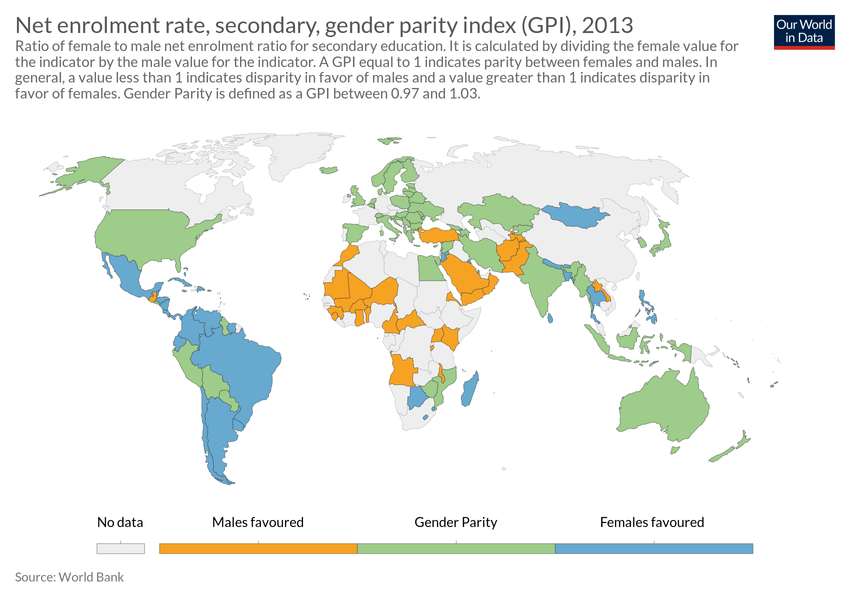 Net enrolment rate, secondary, gender parity index (GPI), 2013
Our World
in Data
Ratio of female to male net enrolment ratio for secondary education. It is calculated by dividing the female value for
the indicator by the male value for the indicator. A GPI equal to 1 indicates parity between females and males. In
general, a value less than 1 indicates disparity in favor of males and a value greater than 1 indicates disparity in
favor of females. Gender Parity is defined as a GPI between 0.97 and 1.03.
No data
Males favoured
Gender Parity
Females favoured
Source: World Bank